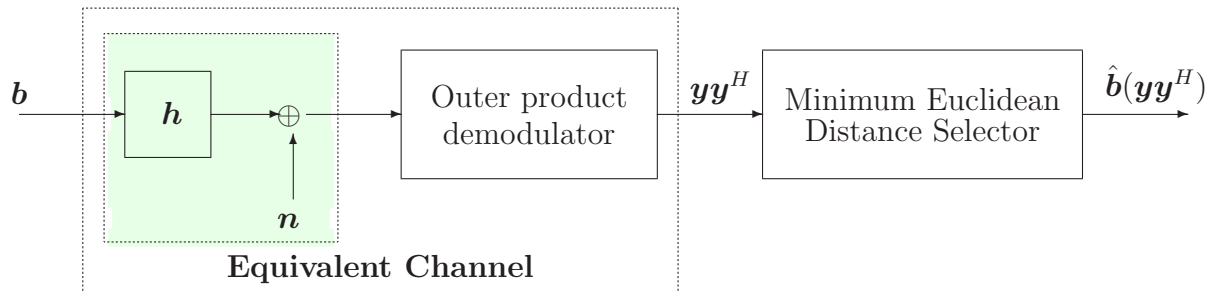 b
h
n
Outer product
demodulator
yy^H
Minimum Euclidean
Distance Selector
b̂(yy^H)
Equivalent Channel